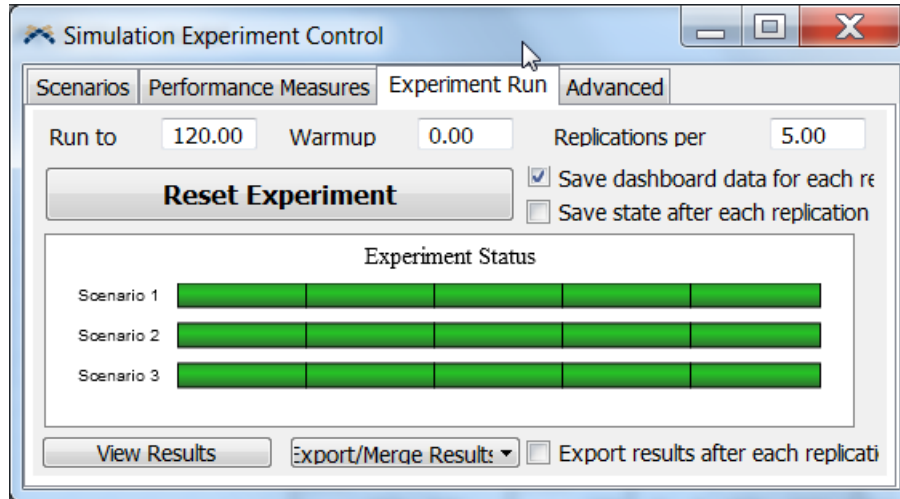 Simulation Experiment Control
Scenarios Performance Measures Experiment Run Advanced
Run to 120.00 Warmup 0.00 Replications per 5.00
Reset Experiment
Save dashboard data for each re
Save state after each replication
Experiment Status
Scenario 1
Scenario 2
Scenario 3
View Results Export/Merge Results Export results after each replicati